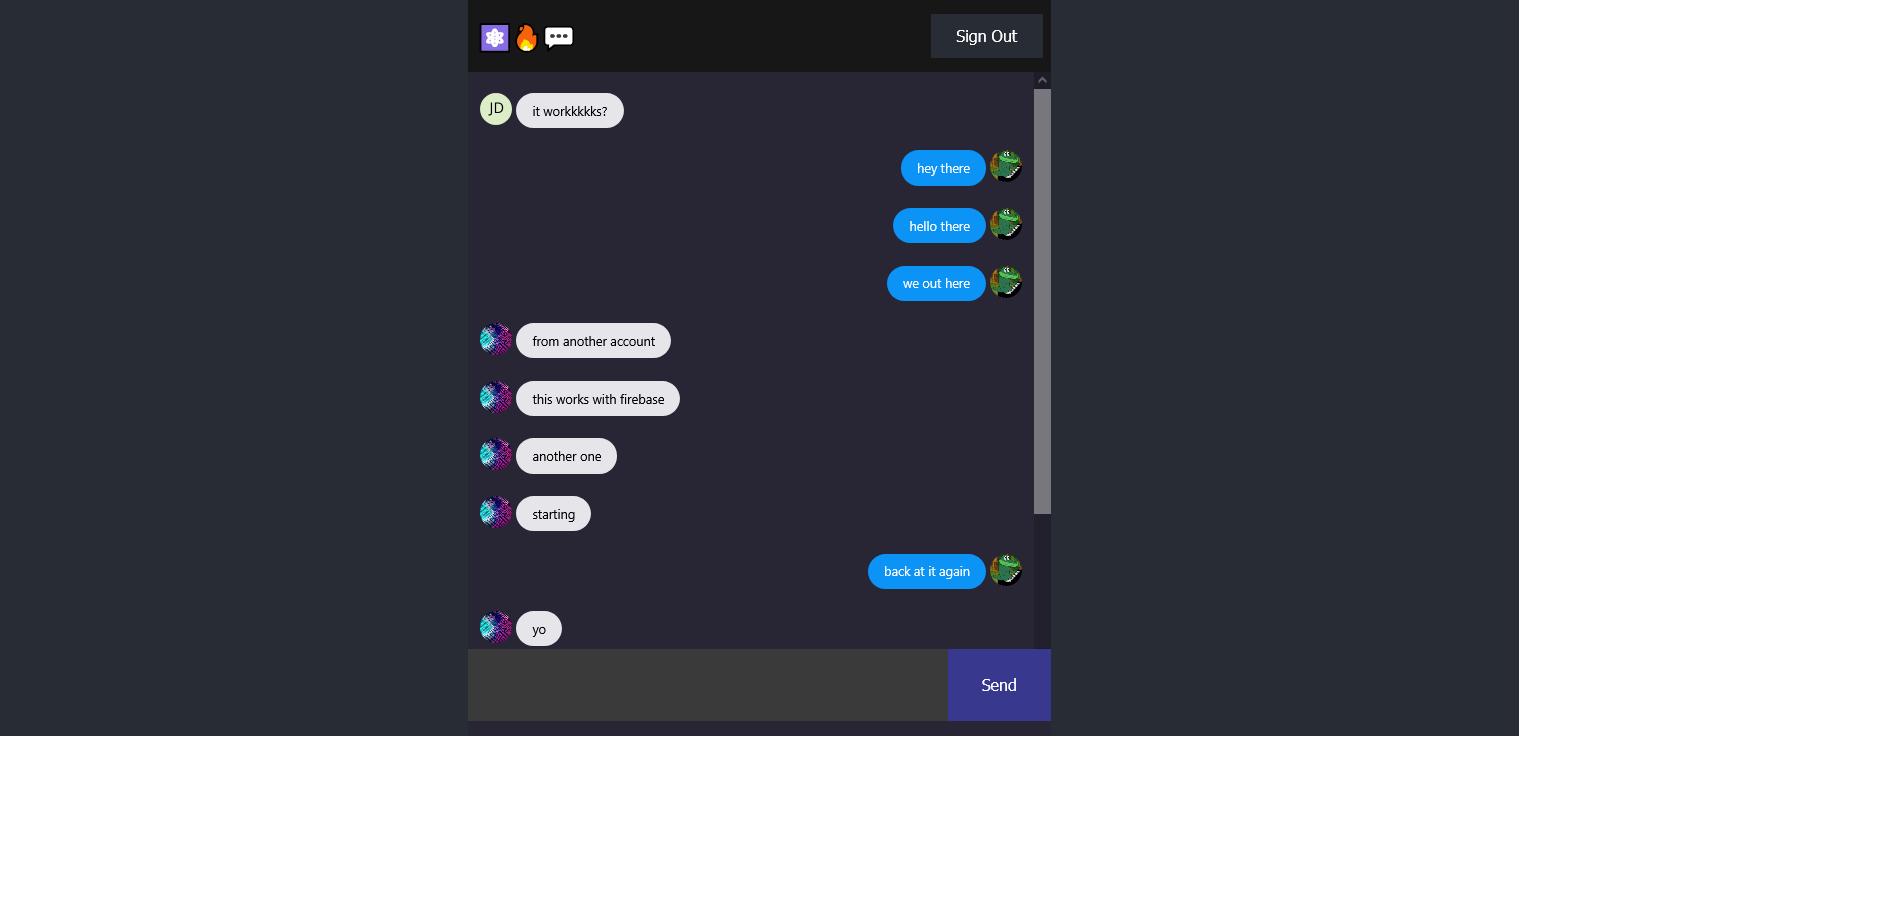 Sign Out
JD
it workkkkks?
hey there
hello there
we out here
from another account
this works with firebase
another one
starting
back at it again
yo
Send